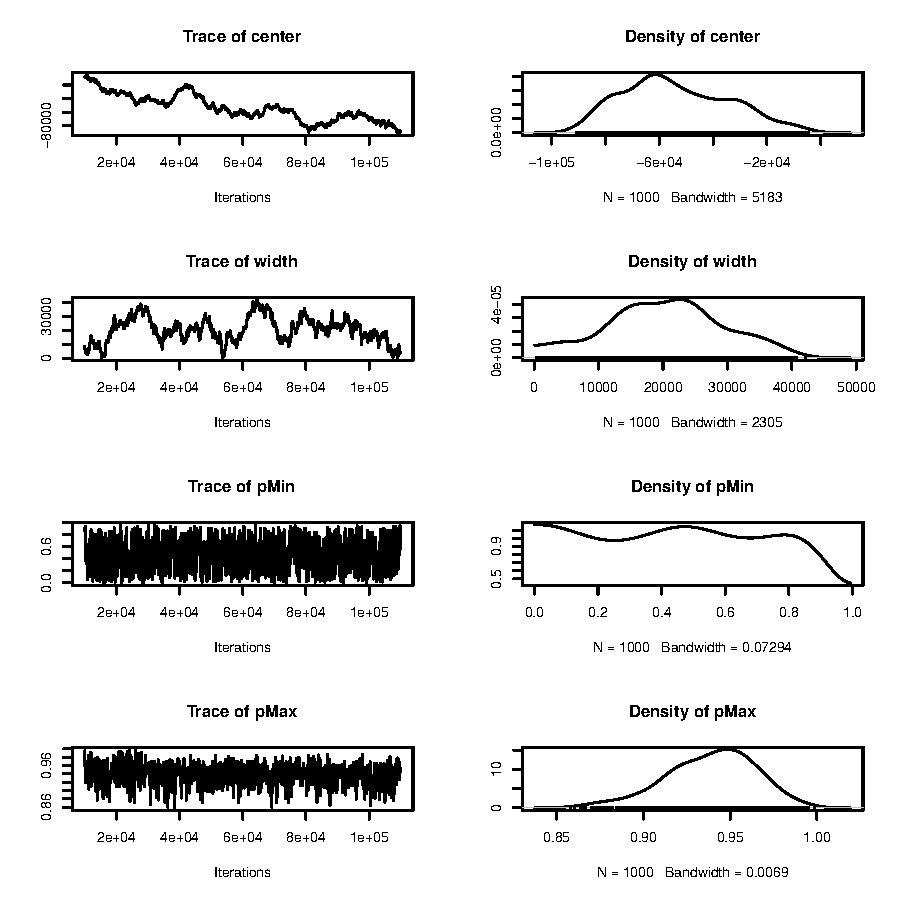 Trace of center
Density of center
−80000
2e+04 4e+04 6e+04 8e+04 1e+05
Iterations
0.0e+00
−1e+05 −6e+04 −2e+04
N = 1000 Bandwidth = 5183
Trace of width
Density of width
0 30000
2e+04 4e+04 6e+04 8e+04 1e+05
Iterations
0e+00 4e−05
0 10000 20000 30000 40000 50000
N = 1000 Bandwidth = 2305
Trace of pMin
Density of pMin
0.0 0.6
2e+04 4e+04 6e+04 8e+04 1e+05
Iterations
0.5 0.9
0.0 0.2 0.4 0.6 0.8 1.0
N = 1000 Bandwidth = 0.07294
Trace of pMax
Density of pMax
0.86 0.96
2e+04 4e+04 6e+04 8e+04 1e+05
Iterations
0 10
0.85 0.90 0.95 1.00
N = 1000 Bandwidth = 0.0069